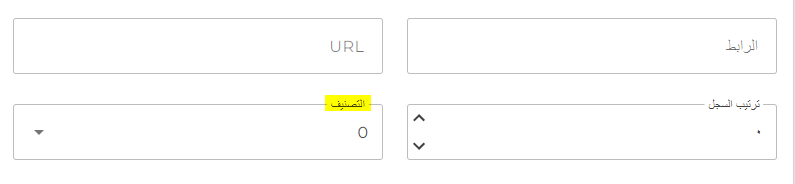 الرابط
URL
ترتيب السجل
٠
التصنيف
0